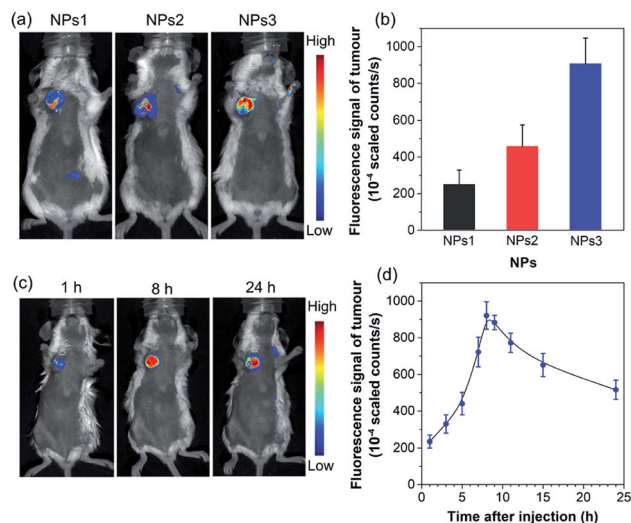 (a)
NPs1 NPs2 NPs3
High
Low
(b)
Fluorescence signal of tumour
(10⁻⁴ scaled counts/s)
1000
800
600
400
200
0
NPs1 NPs2 NPs3
NPs
(c)
1 h 8 h 24 h
High
Low
(d)
Fluorescence signal of tumour
(10⁻⁴ scaled counts/s)
1000
800
600
400
200
0
0 5 10 15 20 25
Time after injection (h)